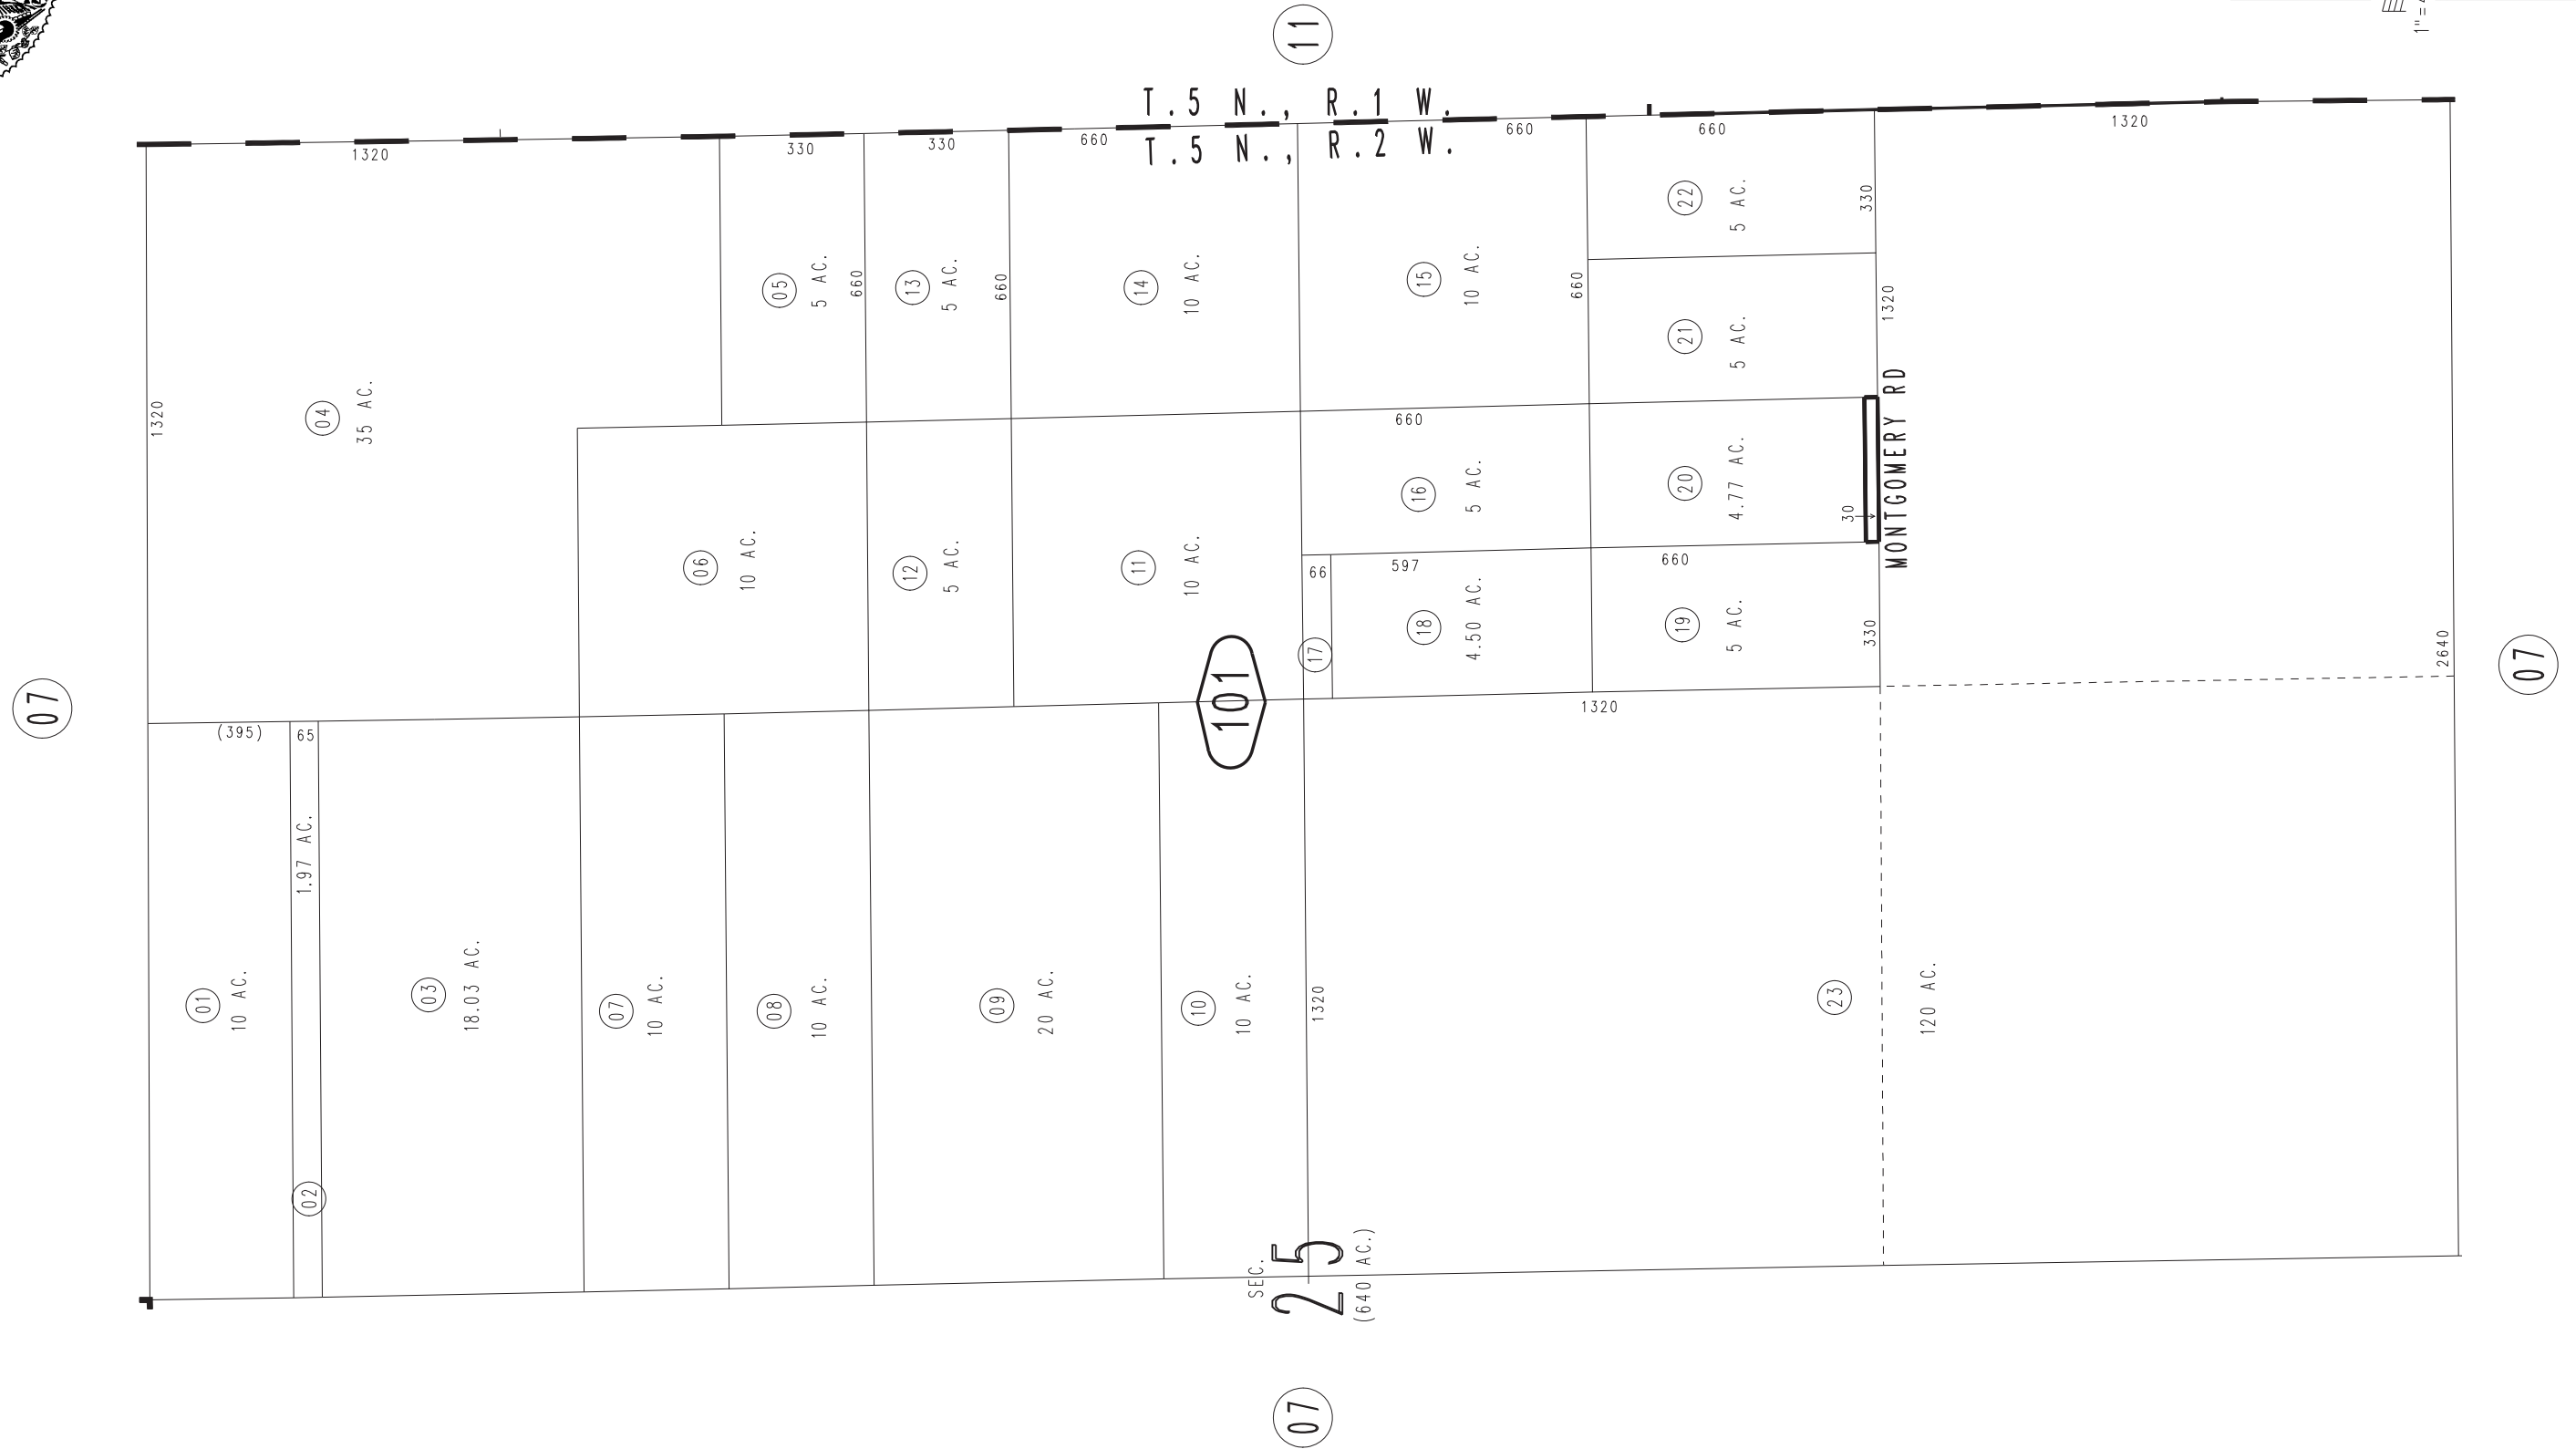 11
1"=
T.5 N., R.1 W.
T.5 N., R.2 W.
1320
330
330
660
660
660
1320
1320
04
35 AC.
05
5 AC.
660
13
5 AC.
660
14
10 AC.
15
10 AC.
660
22
5 AC.
330
21
5 AC.
1320
MONTGOMERY RD
06
10 AC.
12
5 AC.
11
10 AC.
660
16
5 AC.
20
4.77 AC.
30
66
597
660
17
18
4.50 AC.
19
5 AC.
330
2640
07
07
101
(395)
65
1320
01
10 AC.
1.97 AC.
02
03
18.03 AC.
07
10 AC.
08
10 AC.
09
20 AC.
10
10 AC.
1320
23
120 AC.
SEC.
25
(640 AC.)
07